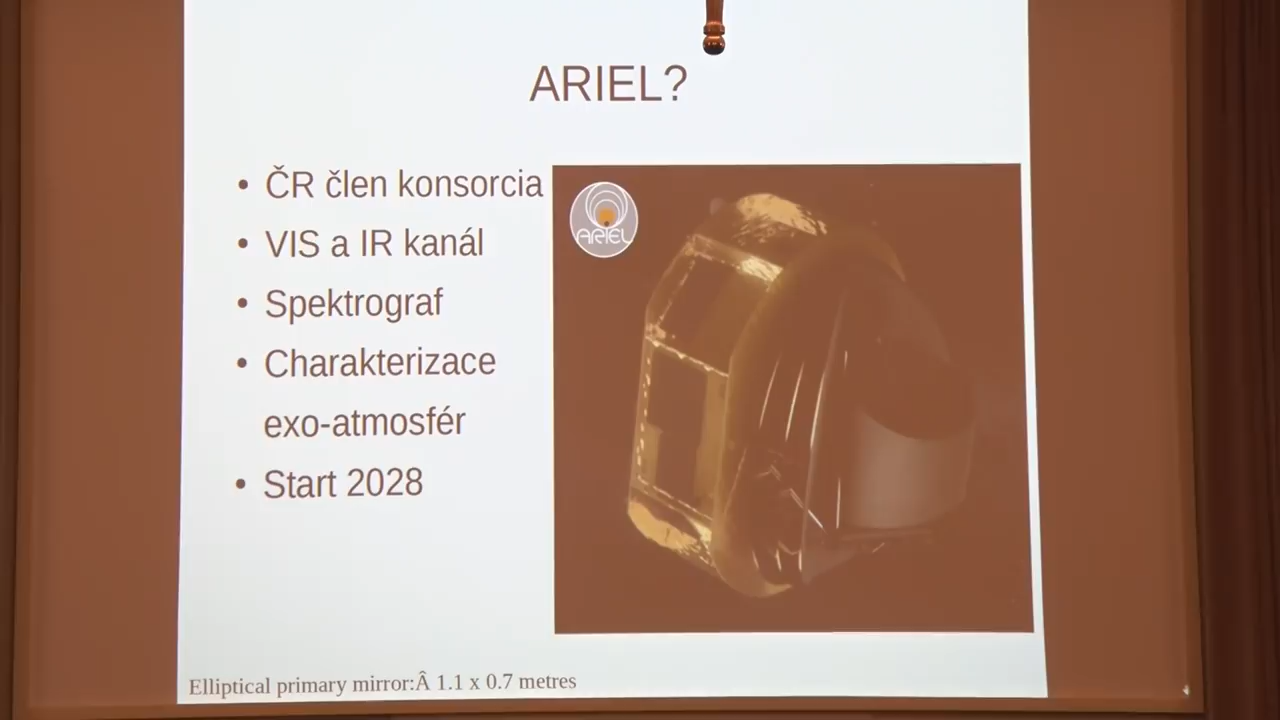 ARIEL?
• ČR člen konsorcia
• VIS a IR kanál
• Spektrograf
• Charakterizace
exo-atmosfér
• Start 2028
ARIEL
Elliptical primary mirror:Â 1.1 x 0.7 metres